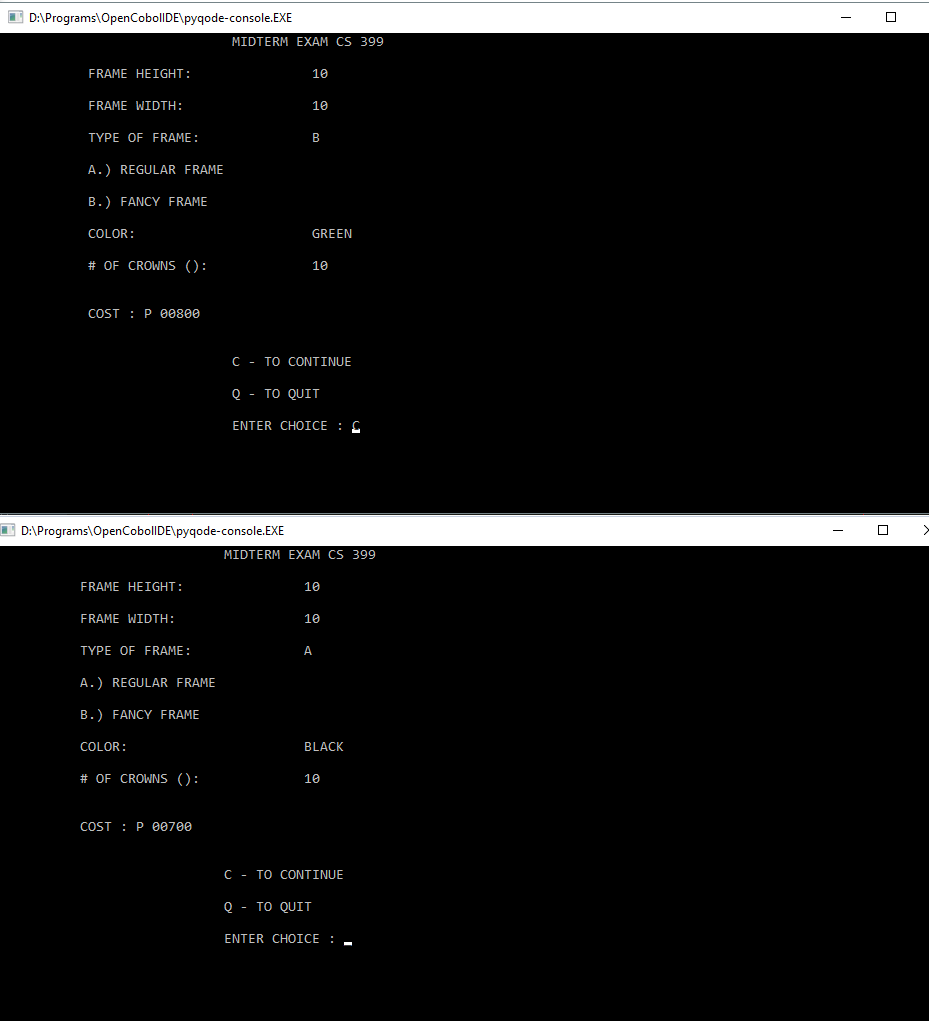 D:\Programs\OpenCobolIDE\pyqode-console.EXE
MIDTERM EXAM CS 399
FRAME HEIGHT: 10
FRAME WIDTH: 10
TYPE OF FRAME: B
A.) REGULAR FRAME
B.) FANCY FRAME
COLOR: GREEN
# OF CROWNS (): 10
COST : P 00800
C - TO CONTINUE
Q - TO QUIT
ENTER CHOICE : C
D:\Programs\OpenCobolIDE\pyqode-console.EXE
MIDTERM EXAM CS 399
FRAME HEIGHT: 10
FRAME WIDTH: 10
TYPE OF FRAME: A
A.) REGULAR FRAME
B.) FANCY FRAME
COLOR: BLACK
# OF CROWNS (): 10
COST : P 00700
C - TO CONTINUE
Q - TO QUIT
ENTER CHOICE :